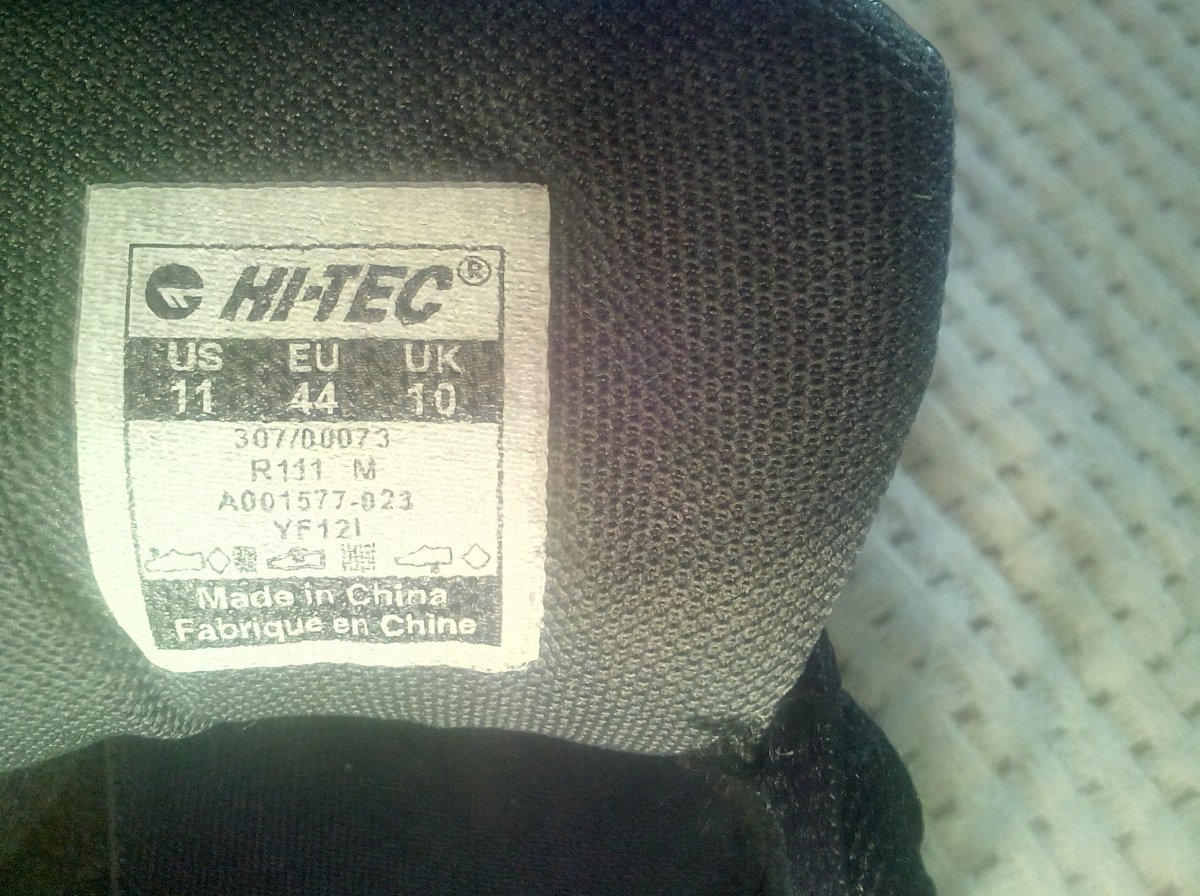 HI-TEC®
US EU UK
11 44 10
307/00073
R111 M
A001577-023
YF12I
Made in China
Fabrique en Chine